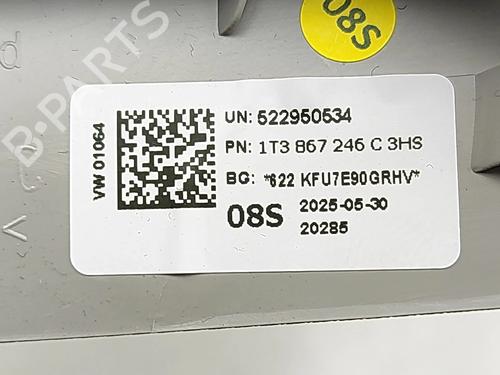 08S
B-PARTS
VW 01064
UN: 522950534
PN: 1T3 867 246 C 3HS
BG: *622 KFU7E90GRHV*
08S 2025-05-30
20285